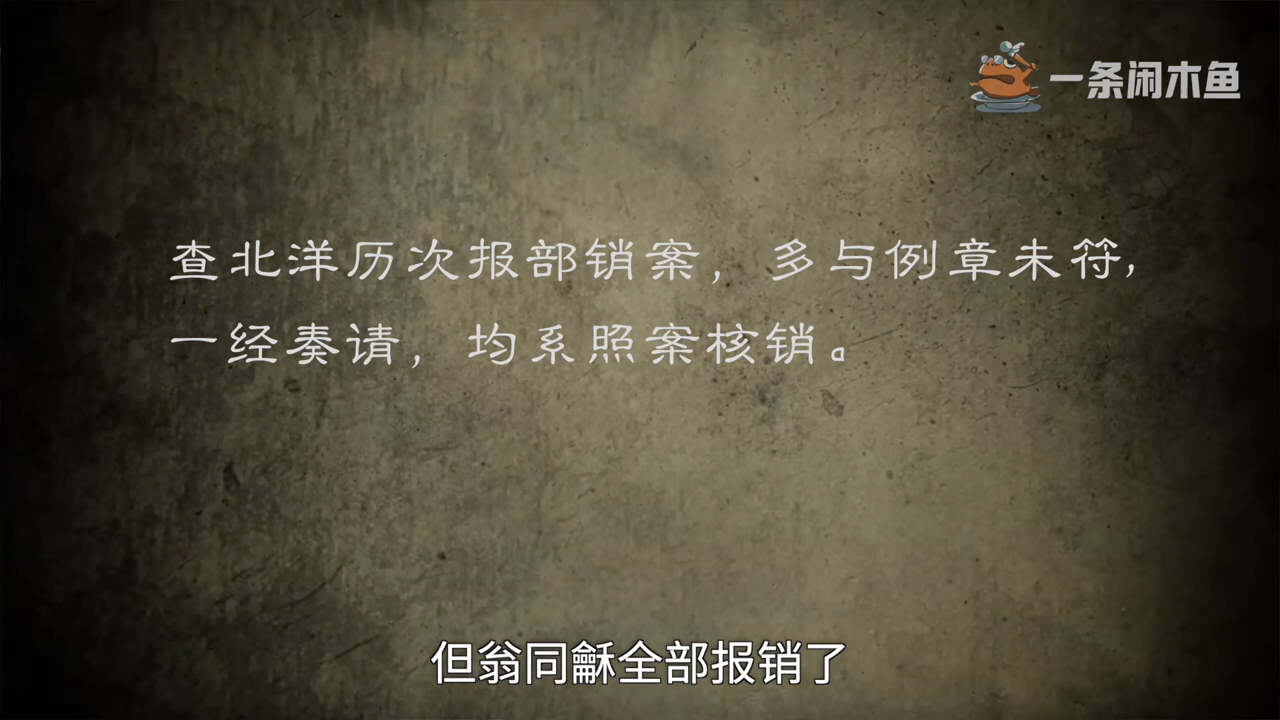 一条闲木鱼
查北洋历次报部销案，多与例章未符，
一经奏请，均系照案核销。
但翁同龢全部报销了